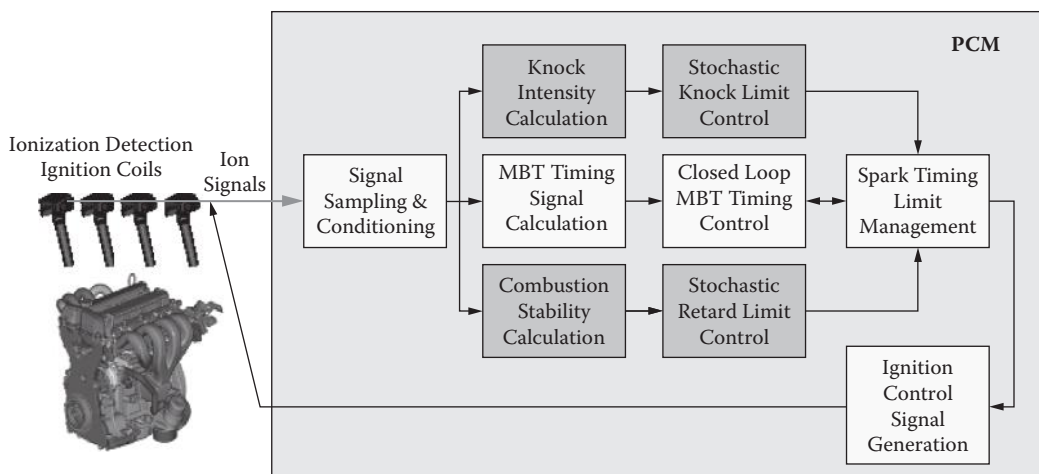 PCM
Ionization Detection
Ignition Coils
Ion
Signals
Signal
Sampling &
Conditioning
Knock
Intensity
Calculation
Stochastic
Knock Limit
Control
MBT Timing
Signal
Calculation
Closed Loop
MBT Timing
Control
Spark Timing
Limit
Management
Combustion
Stability
Calculation
Stochastic
Retard Limit
Control
Ignition
Control
Signal
Generation